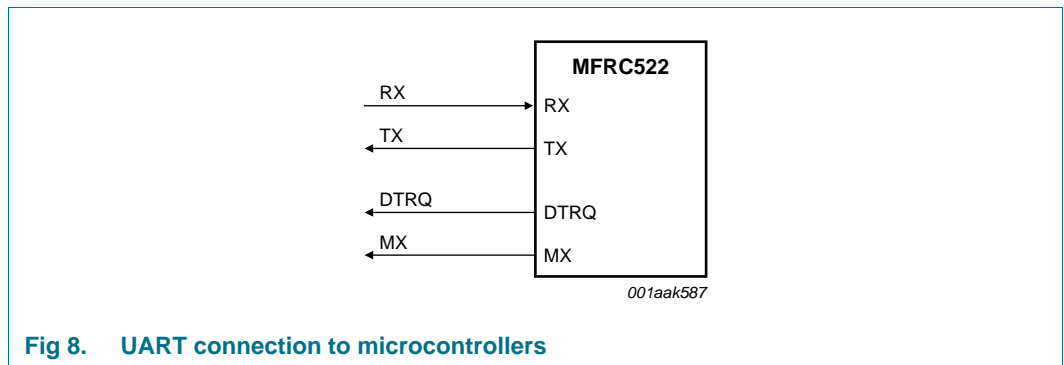 MFRC522
RX
RX
TX
TX
DTRQ
DTRQ
MX
MX
001aak587
Fig 8. UART connection to microcontrollers